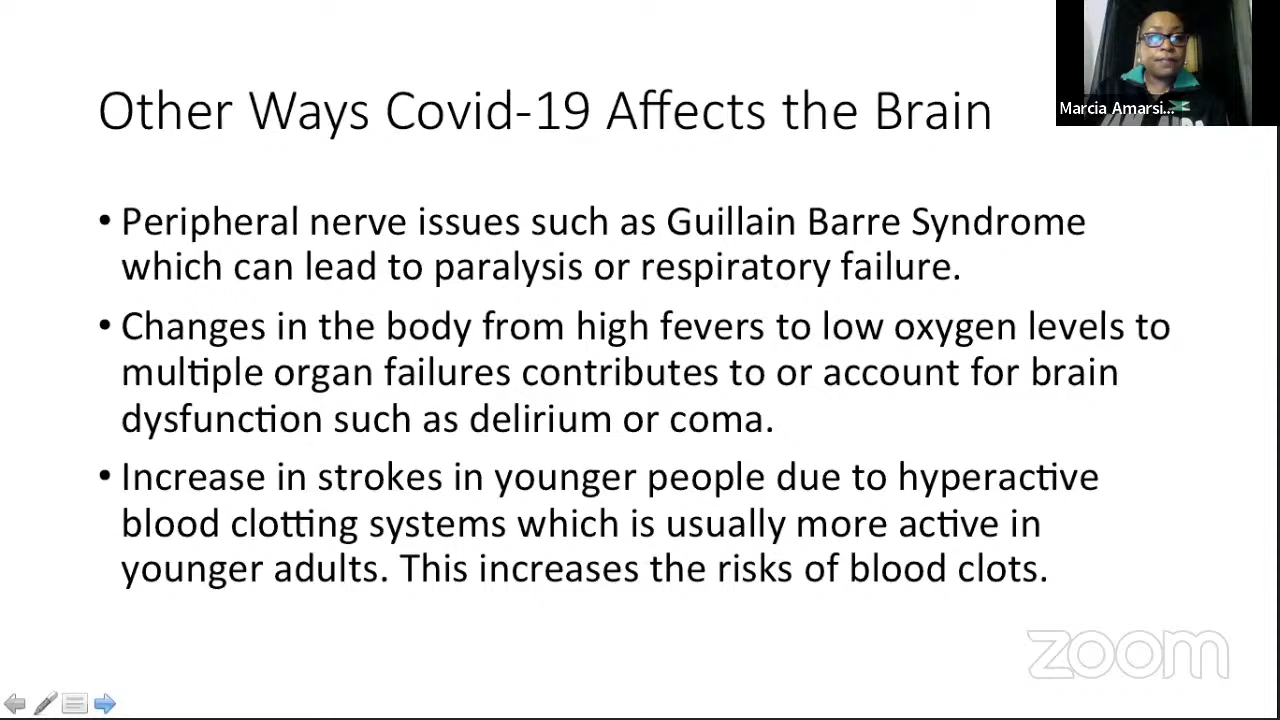 Other Ways Covid-19 Affects the Brain
Marcia Amarsi...
• Peripheral nerve issues such as Guillain Barre Syndrome
which can lead to paralysis or respiratory failure.
• Changes in the body from high fevers to low oxygen levels to
multiple organ failures contributes to or account for brain
dysfunction such as delirium or coma.
• Increase in strokes in younger people due to hyperactive
blood clotting systems which is usually more active in
younger adults. This increases the risks of blood clots.
zoom